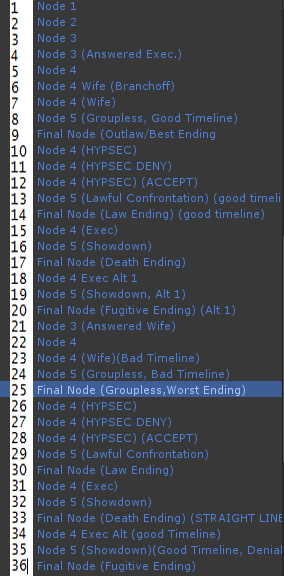 1 Node 1
2 Node 2
3 Node 3
4 Node 3 (Answered Exec.)
5 Node 4
6 Node 4 Wife (Branchoff)
7 Node 4 (Wife)
8 Node 5 (Groupless, Good Timeline)
9 Final Node (Outlaw/Best Ending
10 Node 4 (HYPSEC)
11 Node 4 (HYPSEC DENY)
12 Node 4 (HYPSEC) (ACCEPT)
13 Node 5 (Lawful Confrontation) (good timeli
14 Final Node (Law Ending) (good timeline)
15 Node 4 (Exec)
16 Node 5 (Showdown)
17 Final Node (Death Ending)
18 Node 4 Exec Alt 1
19 Node 5 (Showdown, Alt 1)
20 Final Node (Fugitive Ending) (Alt 1)
21 Node 3 (Answered Wife)
22 Node 4
23 Node 4 (Wife)(Bad Timeline)
24 Node 5 (Groupless, Bad Timeline)
25 Final Node (Groupless,Worst Ending)
26 Node 4 (HYPSEC)
27 Node 4 (HYPSEC DENY)
28 Node 4 (HYPSEC) (ACCEPT)
29 Node 5 (Lawful Confrontation)
30 Final Node (Law Ending)
31 Node 4 (Exec)
32 Node 5 (Showdown)
33 Final Node (Death Ending) (STRAIGHT LINE
34 Node 4 Exec Alt (good Timeline)
35 Node 5 (Showdown)(Good Timeline, Denial
36 Final Node (Fugitive Ending)